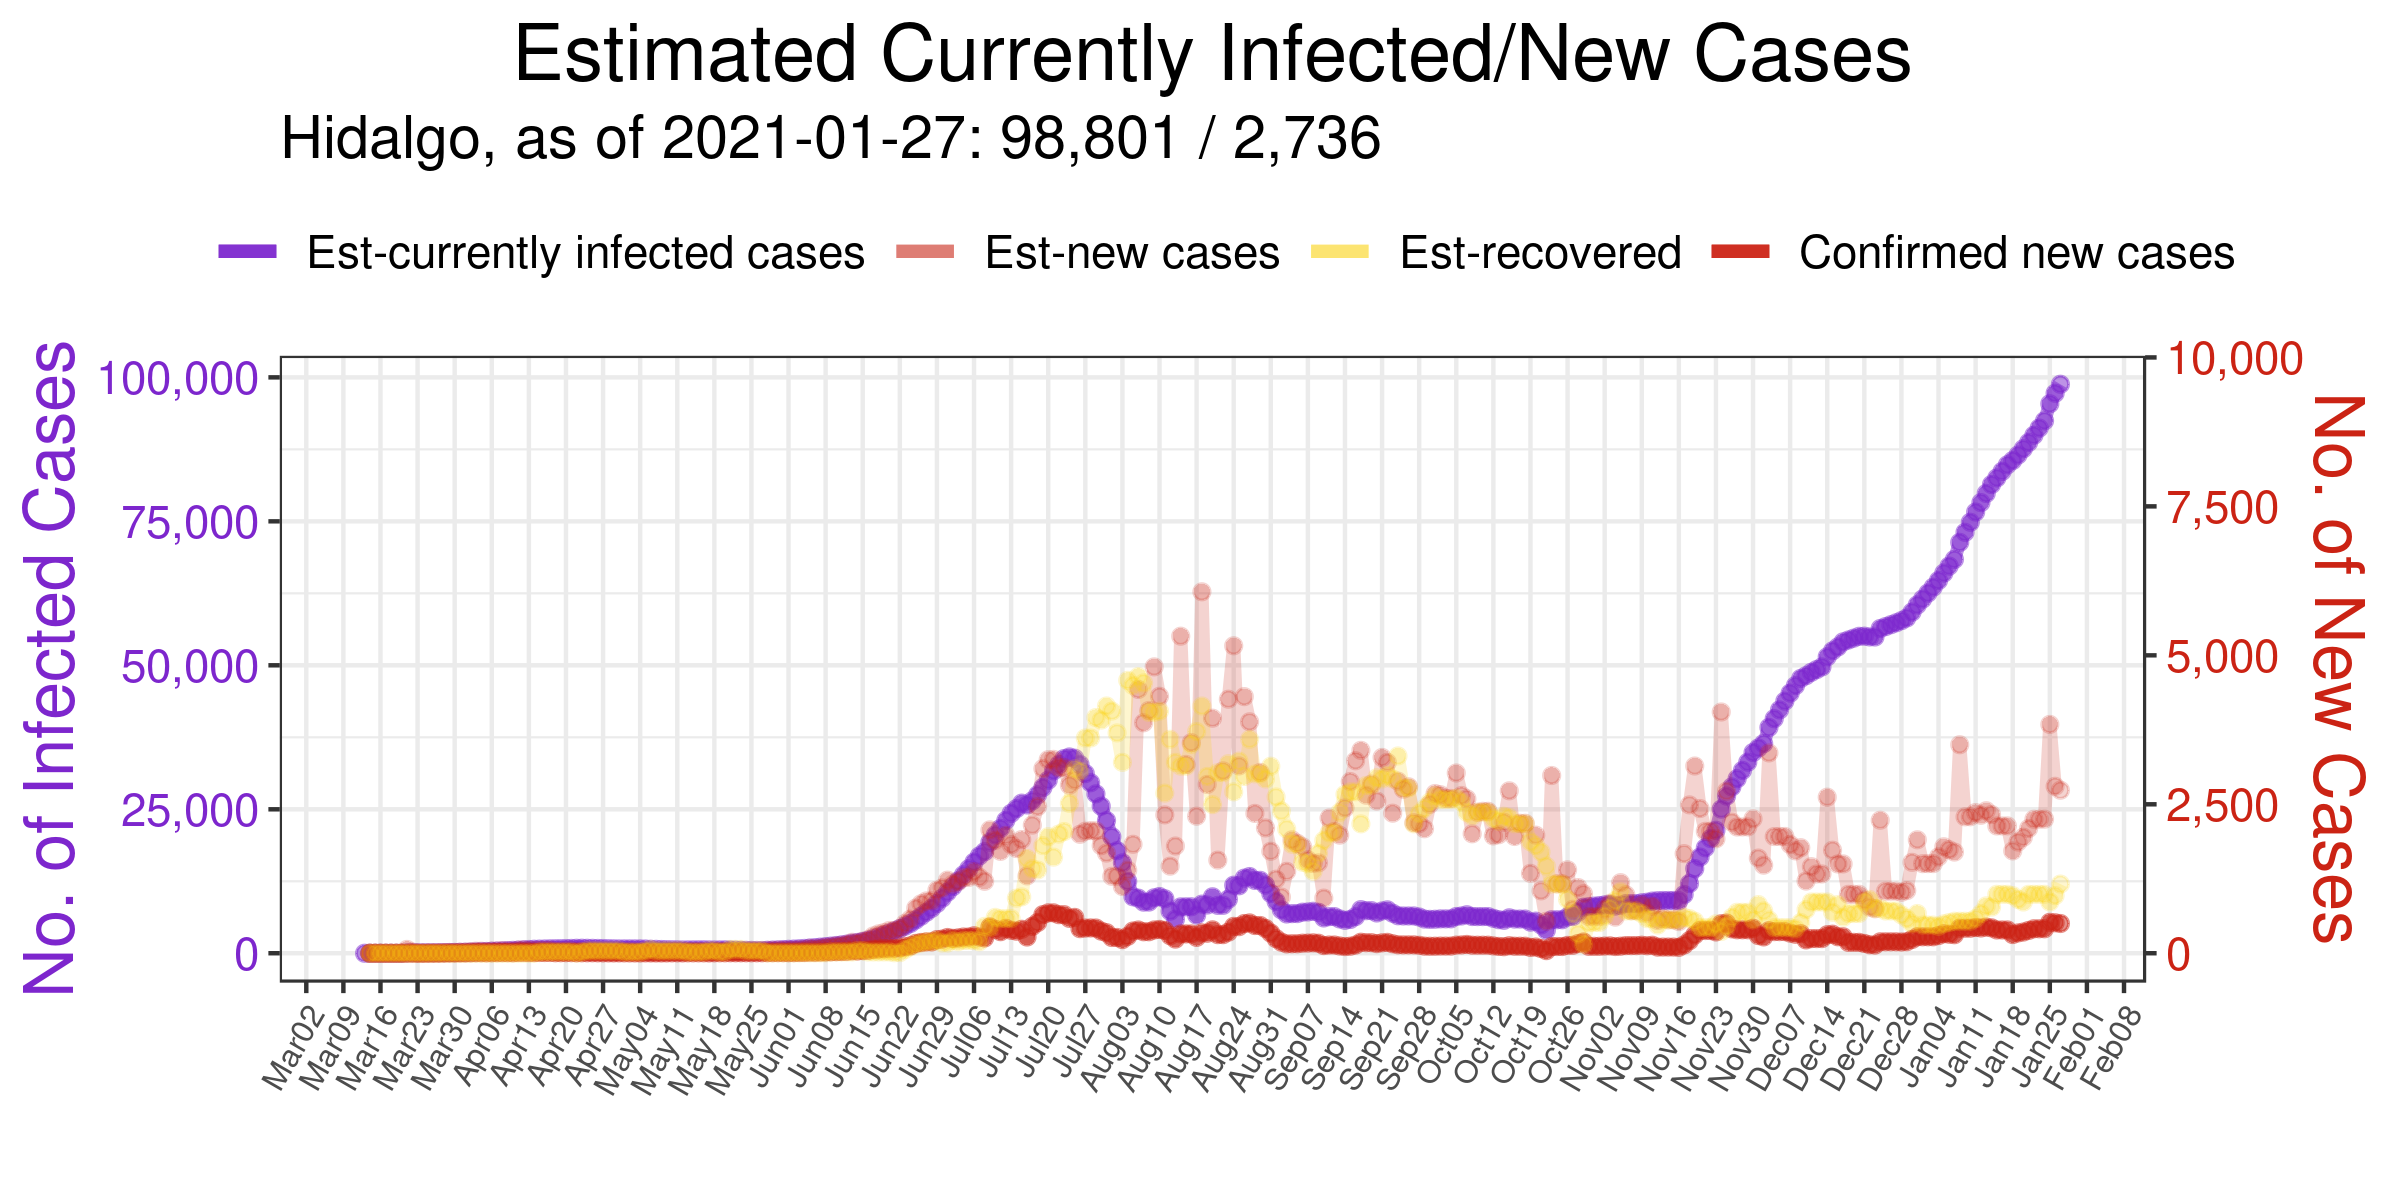 Estimated Currently Infected/New Cases
Hidalgo, as of 2021-01-27: 98,801 / 2,736
Est-currently infected cases Est-new cases Est-recovered Confirmed new cases
No. of Infected Cases
100,000
75,000
50,000
25,000
0
10,000
7,500
5,000
2,500
0
No. of New Cases
Mar02 Mar09 Mar16 Mar23 Mar30 Apr06 Apr13 Apr20 Apr27 May04 May11 May18 May25 Jun01 Jun08 Jun15 Jun22 Jun29 Jul06 Jul13 Jul20 Jul27 Aug03 Aug10 Aug17 Aug24 Aug31 Sep07 Sep14 Sep21 Sep28 Oct05 Oct12 Oct19 Oct26 Nov02 Nov09 Nov16 Nov23 Nov30 Dec07 Dec14 Dec21 Dec28 Jan04 Jan11 Jan18 Jan25 Feb01 Feb08